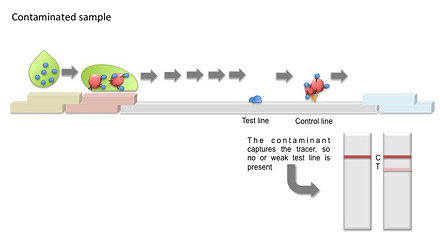 Contaminated sample
Test line
Control line
The contaminant
captures the tracer, so
no or weak test line is
present
C
T